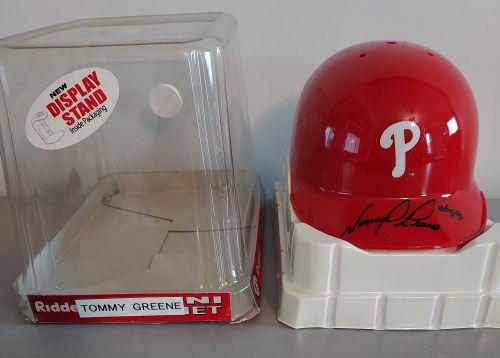 NEW
DISPLAY
STAND
Inside Packaging
P
Ridde TOMMY GREENE NI
ET